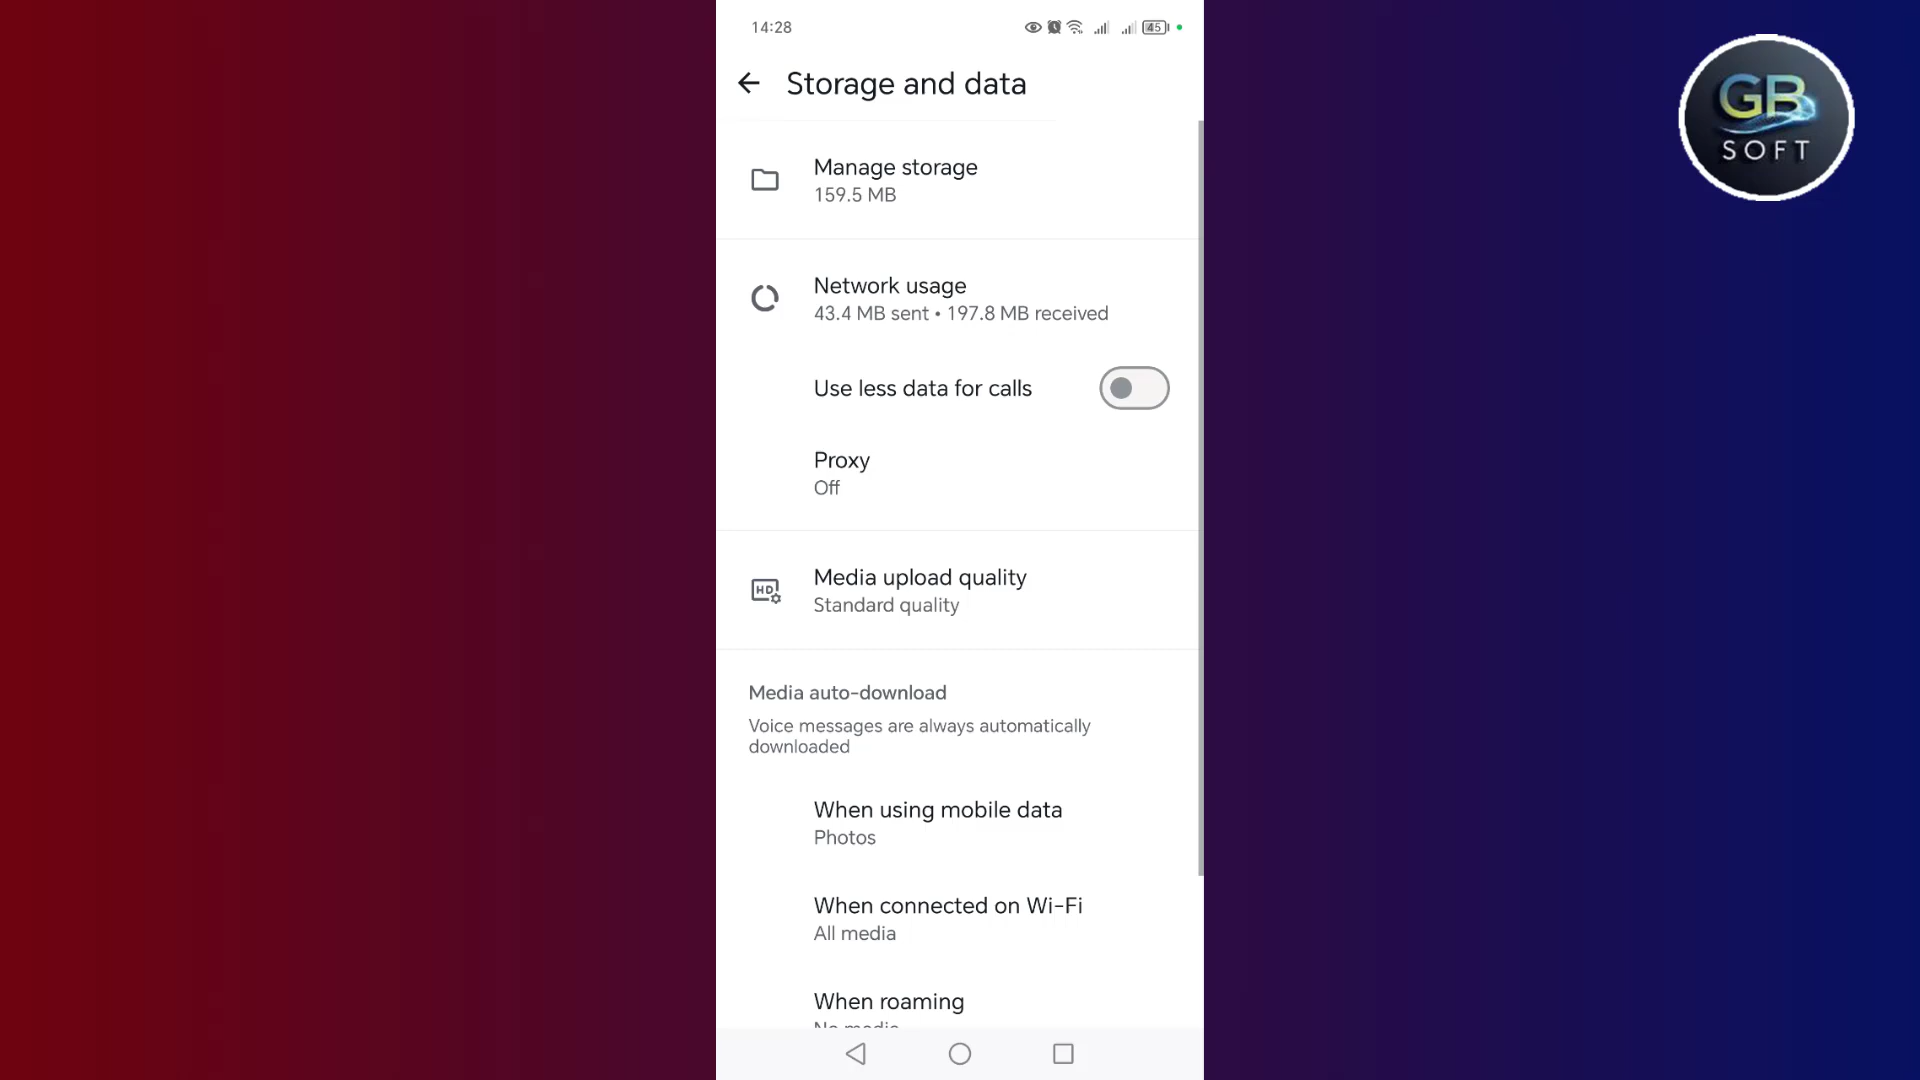 14:28
45
Storage and data
GB
SOFT
Manage storage
159.5 MB
Network usage
43.4 MB sent • 197.8 MB received
Use less data for calls
Proxy
Off
HD
Media upload quality
Standard quality
Media auto-download
Voice messages are always automatically
downloaded
When using mobile data
Photos
When connected on Wi-Fi
All media
When roaming
No media